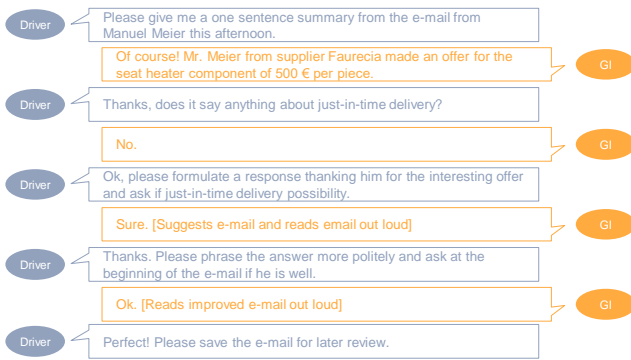 Driver
Please give me a one sentence summary from the e-mail from
Manuel Meier this afternoon.
Of course! Mr. Meier from supplier Faurecia made an offer for the
seat heater component of 500 € per piece.
GI
Driver
Thanks, does it say anything about just-in-time delivery?
No.
GI
Driver
Ok, please formulate a response thanking him for the interesting offer
and ask if just-in-time delivery possibility.
Sure. [Suggests e-mail and reads email out loud]
GI
Driver
Thanks. Please phrase the answer more politely and ask at the
beginning of the e-mail if he is well.
Ok. [Reads improved e-mail out loud]
GI
Driver
Perfect! Please save the e-mail for later review.